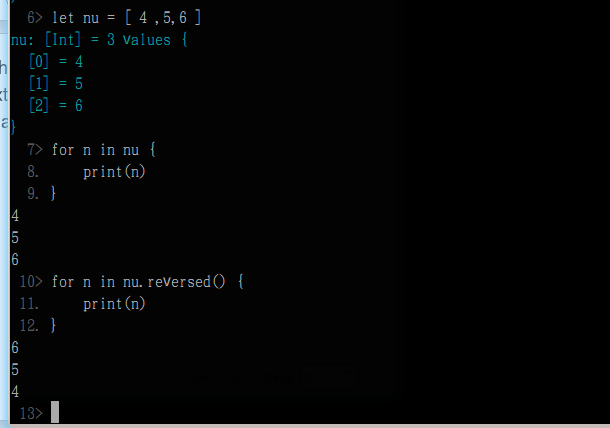 6> let nu = [ 4 ,5,6 ]
nu: [Int] = 3 values {
[0] = 4
[1] = 5
[2] = 6
}
7> for n in nu {
8.     print(n)
9. }
4
5
6
10> for n in nu.reversed() {
11.     print(n)
12. }
6
5
4
13>